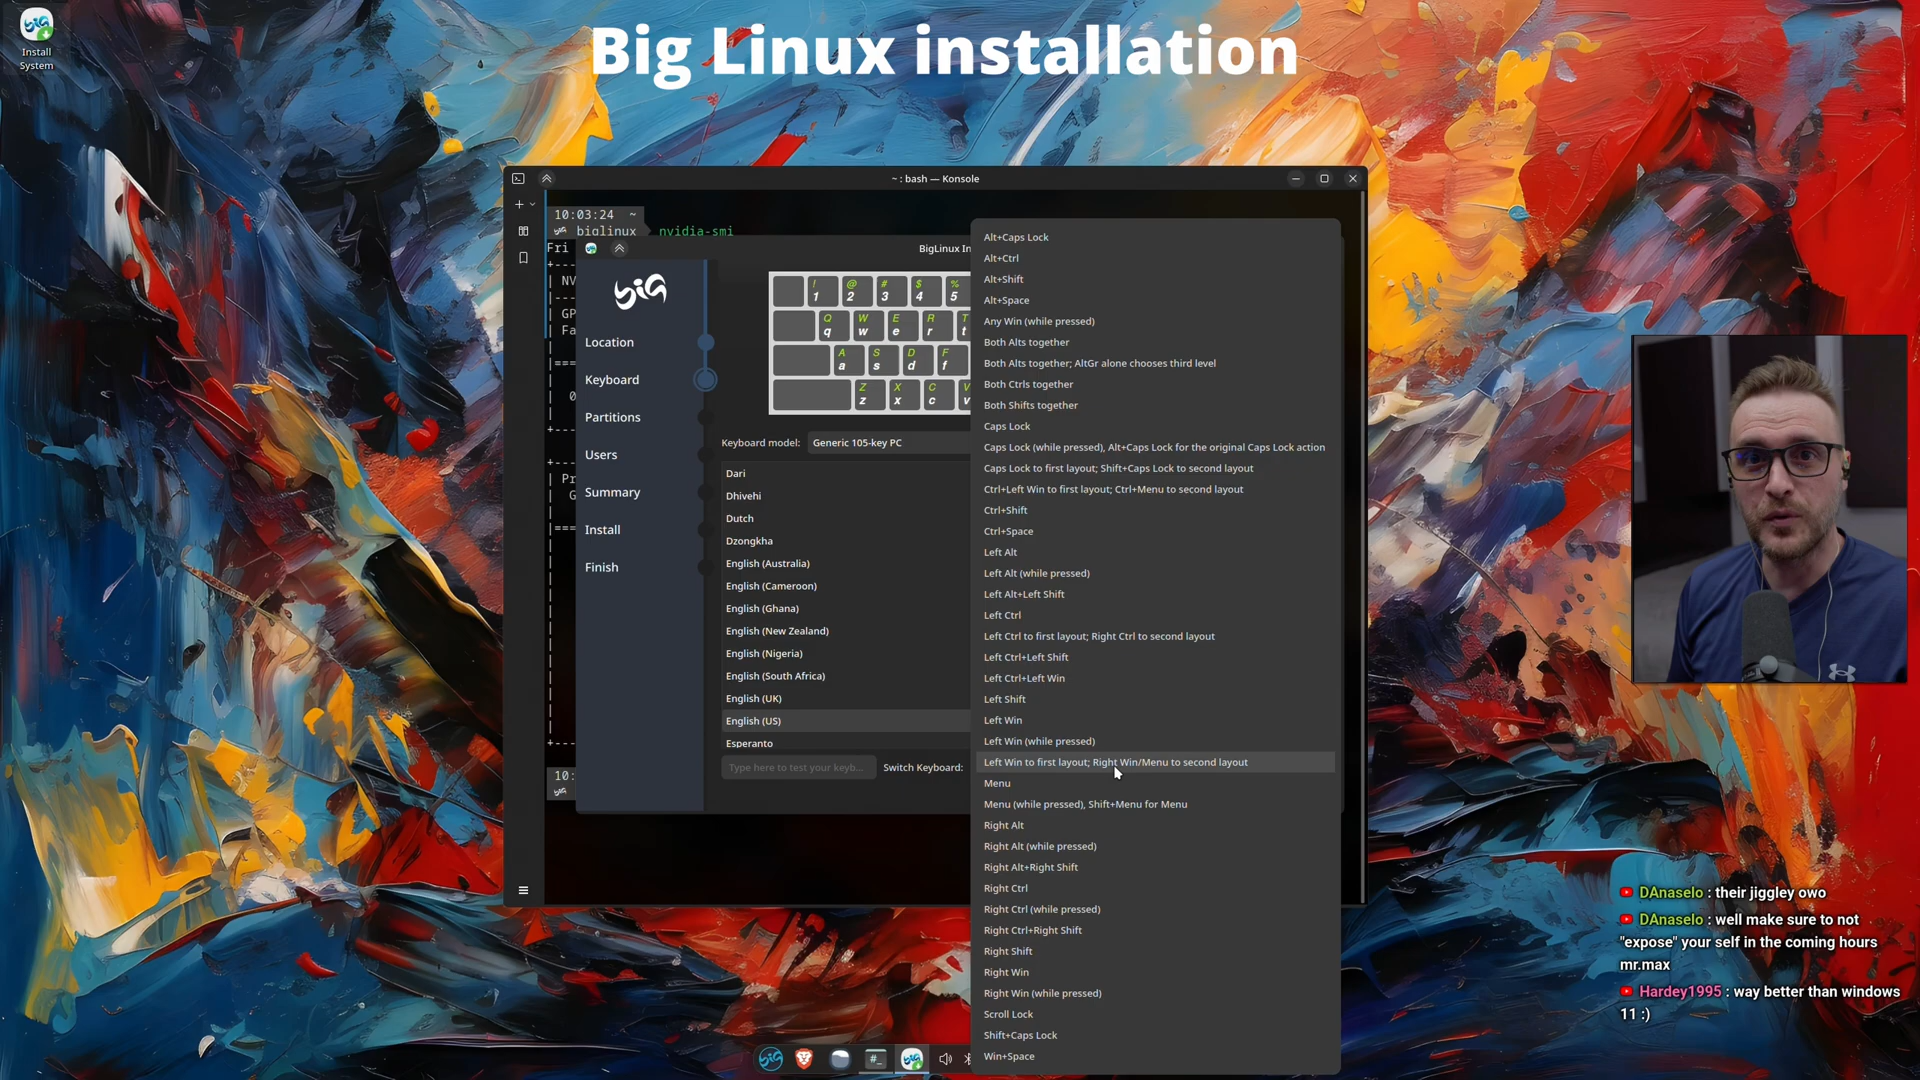 Big Linux installation
Install
System
~ : bash — Konsole
10:03:24 ~
biglinux nvidia-smi
Fri
BigLinux In
NV
GP
Fa
0
Pr
G
10:
big
Location
Keyboard
Partitions
Users
Summary
Install
Finish
! @ # $ %
1 2 3 4 5
Q W E R T
q w e r t
A S D F
a s d f
Z X C V
z x c v
Keyboard model: Generic 105-key PC
Dari
Dhivehi
Dutch
Dzongkha
English (Australia)
English (Cameroon)
English (Ghana)
English (New Zealand)
English (Nigeria)
English (South Africa)
English (UK)
English (US)
Esperanto
Type here to test your keyb...
Switch Keyboard:
Alt+Caps Lock
Alt+Ctrl
Alt+Shift
Alt+Space
Any Win (while pressed)
Both Alts together
Both Alts together; AltGr alone chooses third level
Both Ctrls together
Both Shifts together
Caps Lock
Caps Lock (while pressed), Alt+Caps Lock for the original Caps Lock action
Caps Lock to first layout; Shift+Caps Lock to second layout
Ctrl+Left Win to first layout; Ctrl+Menu to second layout
Ctrl+Shift
Ctrl+Space
Left Alt
Left Alt (while pressed)
Left Alt+Left Shift
Left Ctrl
Left Ctrl to first layout; Right Ctrl to second layout
Left Ctrl+Left Shift
Left Ctrl+Left Win
Left Shift
Left Win
Left Win (while pressed)
Left Win to first layout; Right Win/Menu to second layout
Menu
Menu (while pressed), Shift+Menu for Menu
Right Alt
Right Alt (while pressed)
Right Alt+Right Shift
Right Ctrl
Right Ctrl (while pressed)
Right Ctrl+Right Shift
Right Shift
Right Win
Right Win (while pressed)
Scroll Lock
Shift+Caps Lock
Win+Space
DAnaselo : their jiggley owo
DAnaselo : well make sure to not
"expose" your self in the coming hours
mr.max
Hardey1995 : way better than windows
11 :)